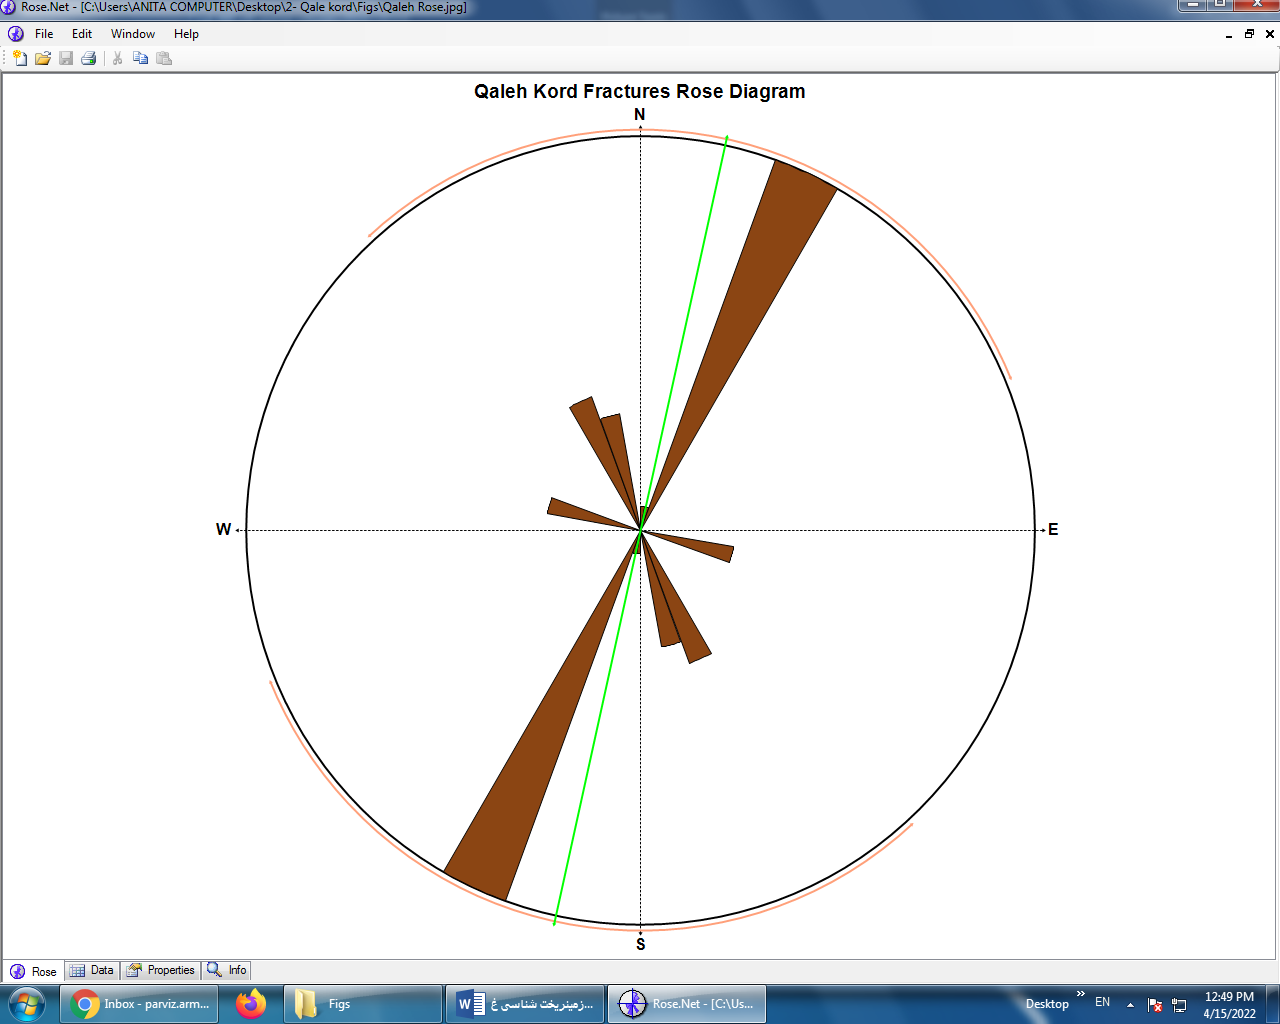 Rose.Net - [C:\Users\ANITA COMPUTER\Desktop\2- Qale kord\Figs\Qaleh Rose.jpg]
File Edit Window Help
Qaleh Kord Fractures Rose Diagram
N
W E
S
Rose Data Properties Info
Inbox - parviz.arm... Figs زمینریخت شناسی غ... Rose.Net - [C:\Us... Desktop » EN 12:49 PM
4/15/2022